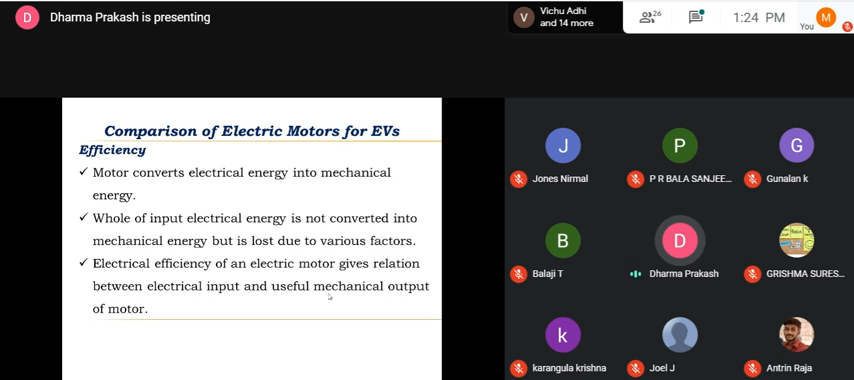 D Dharma Prakash is presenting
V Vichu Adhi
and 14 more
26
1:24 PM
You
M
Comparison of Electric Motors for EVs
Efficiency
✓ Motor converts electrical energy into mechanical
energy.
✓ Whole of input electrical energy is not converted into
mechanical energy but is lost due to various factors.
✓ Electrical efficiency of an electric motor gives relation
between electrical input and useful mechanical output
of motor.
J P G
Jones Nirmal P R BALA SANJEE... Gunalan k
B D
Balaji T Dharma Prakash GRISHMA SURES...
k
karangula krishna Joel J Antrin Raja